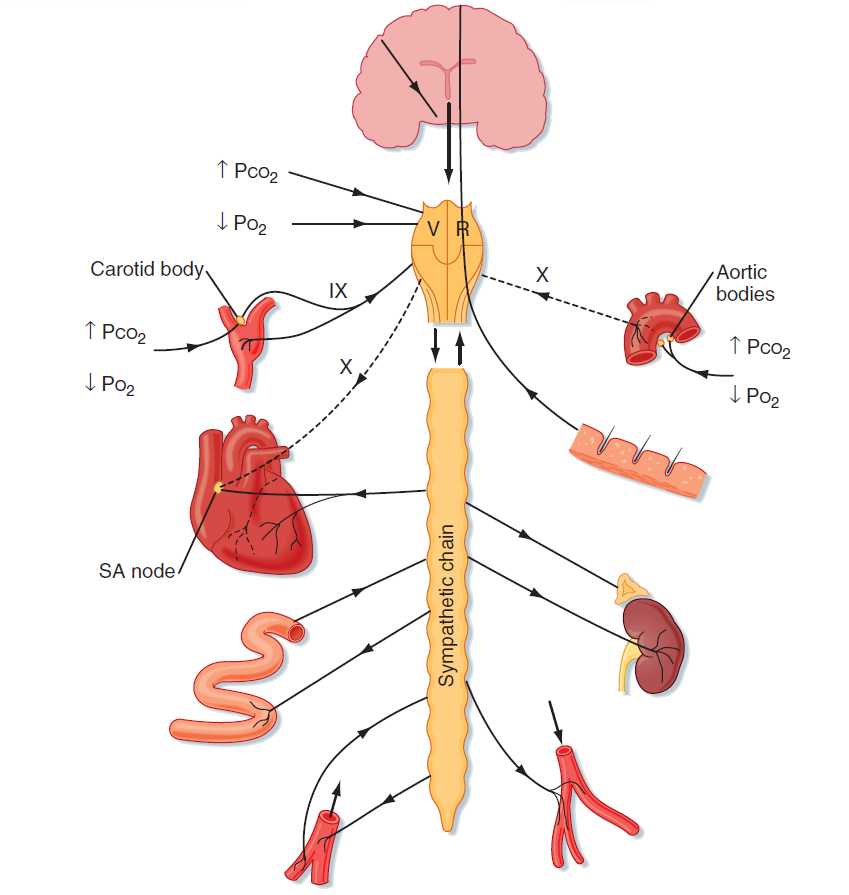 ↑ PCO₂
↓ PO₂
V R
Carotid body
IX
X
Aortic
bodies
↑ PCO₂
↓ PO₂
↑ PCO₂
↓ PO₂
X
SA node
Sympathetic chain